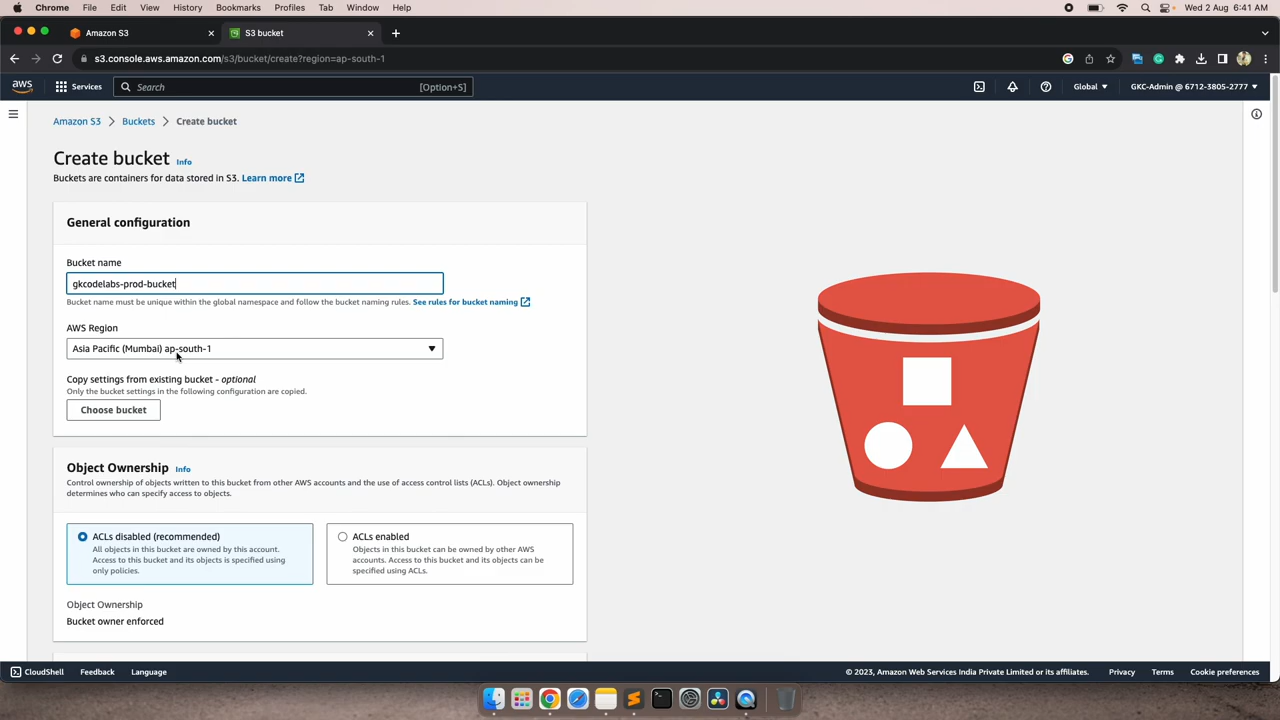 Chrome File Edit View History Bookmarks Profiles Tab Window Help Wed 2 Aug 6:41 AM
Amazon S3 S3 bucket
s3.console.aws.amazon.com/s3/bucket/create?region=ap-south-1
aws Services Search [Option+S] Global GKC-Admin @ 6712-3805-2777
Amazon S3 Buckets Create bucket
Create bucket Info
Buckets are containers for data stored in S3. Learn more
General configuration
Bucket name
gkcodelabs-prod-bucket
Bucket name must be unique within the global namespace and follow the bucket naming rules. See rules for bucket naming
AWS Region
Asia Pacific (Mumbai) ap-south-1
Copy settings from existing bucket - optional
Only the bucket settings in the following configuration are copied.
Choose bucket
Object Ownership Info
Control ownership of objects written to this bucket from other AWS accounts and the use of access control lists (ACLs). Object ownership
determines who can specify access to objects.
ACLs disabled (recommended)
All objects in this bucket are owned by this account.
Access to this bucket and its objects is specified using
only policies.
ACLs enabled
Objects in this bucket can be owned by other AWS
accounts. Access to this bucket and its objects can be
specified using ACLs.
Object Ownership
Bucket owner enforced
CloudShell Feedback Language © 2023, Amazon Web Services India Private Limited or its affiliates. Privacy Terms Cookie preferences